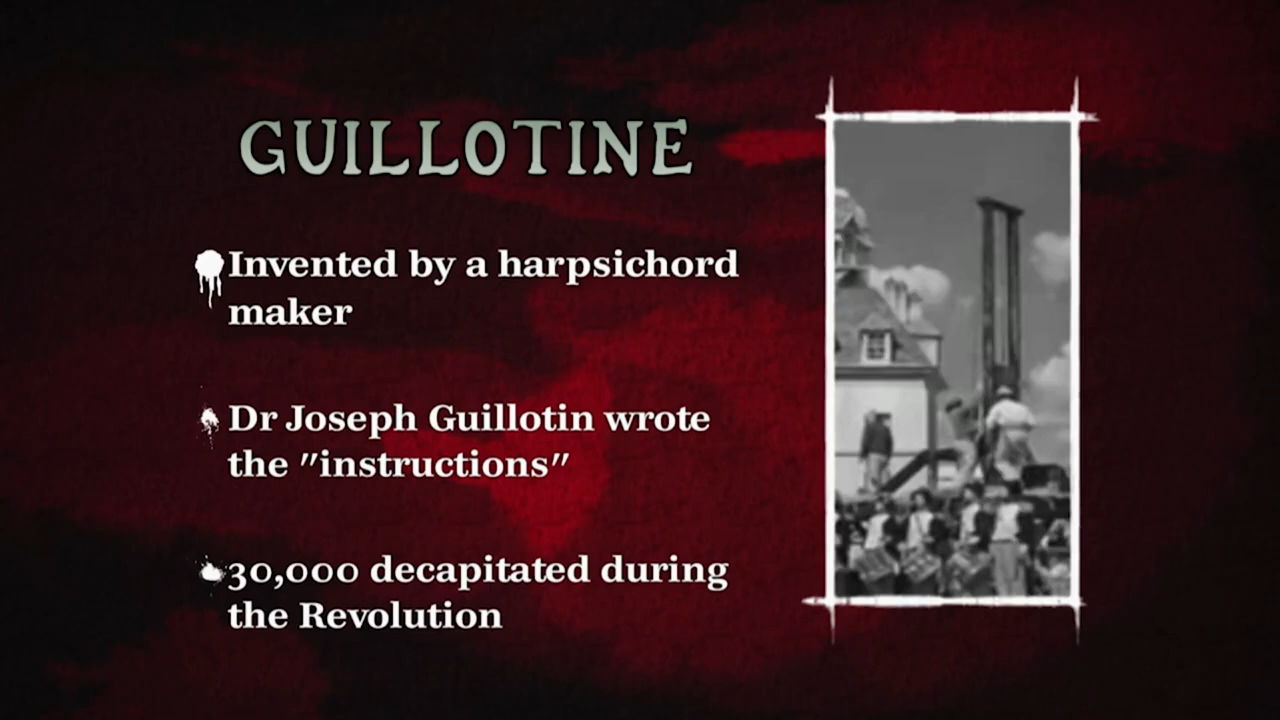 GUILLOTINE
Invented by a harpsichord
maker
Dr Joseph Guillotin wrote
the "instructions"
30,000 decapitated during
the Revolution